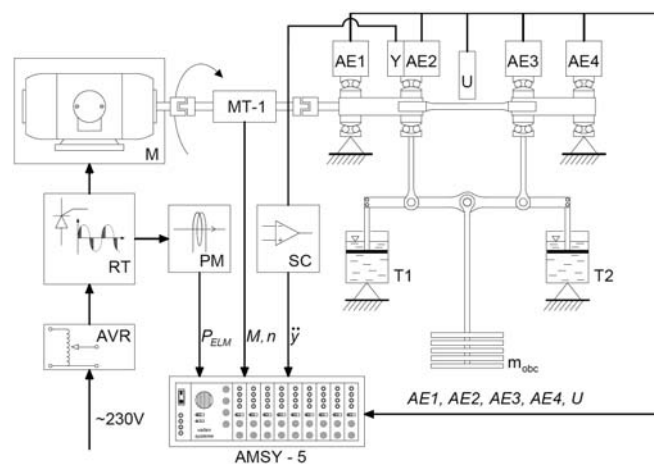 AE1
Y
AE2
U
AE3
AE4
M
MT-1
RT
PM
SC
T1
T2
AVR
P_ELM
M, n
ÿ
m_obc
~230V
AE1, AE2, AE3, AE4, U
AMSY - 5